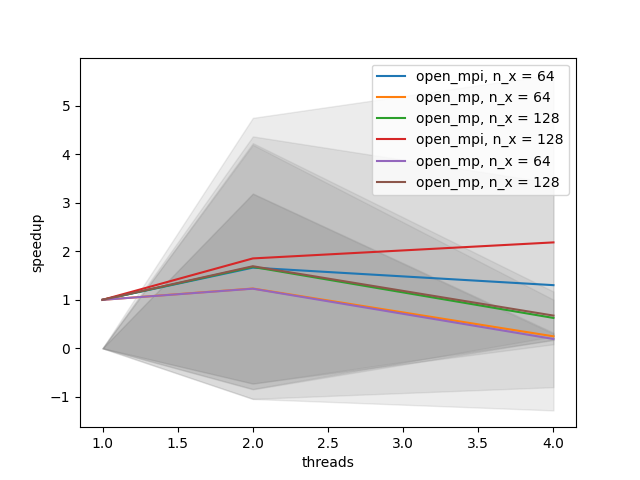 open_mpi, n_x = 64
open_mp, n_x = 64
open_mp, n_x = 128
open_mpi, n_x = 128
open_mp, n_x = 64
open_mp, n_x = 128
5
4
3
2
1
0
−1
speedup
1.0 1.5 2.0 2.5 3.0 3.5 4.0
threads